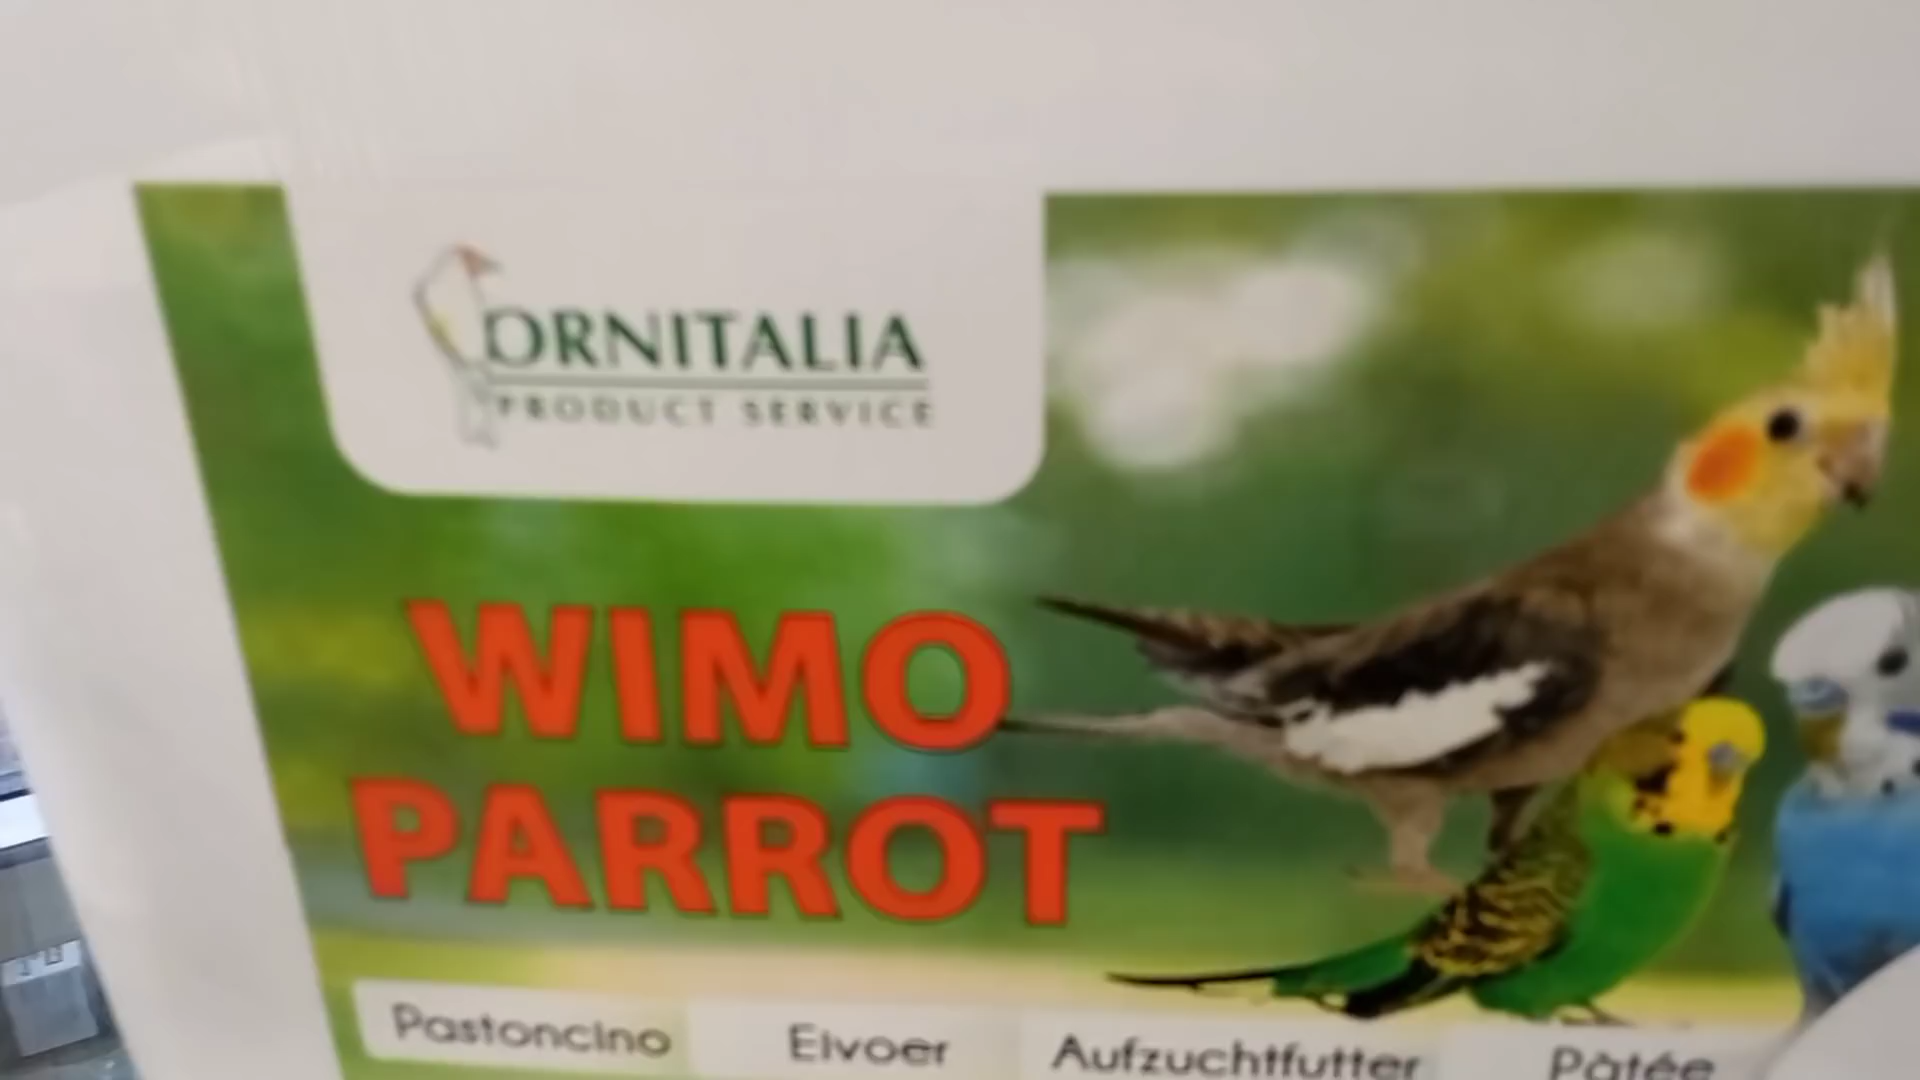 ORNITALIA
PRODUCT SERVICE
WIMO
PARROT
Pastoncino Eivoer Aufzuchtfutter Pâtée